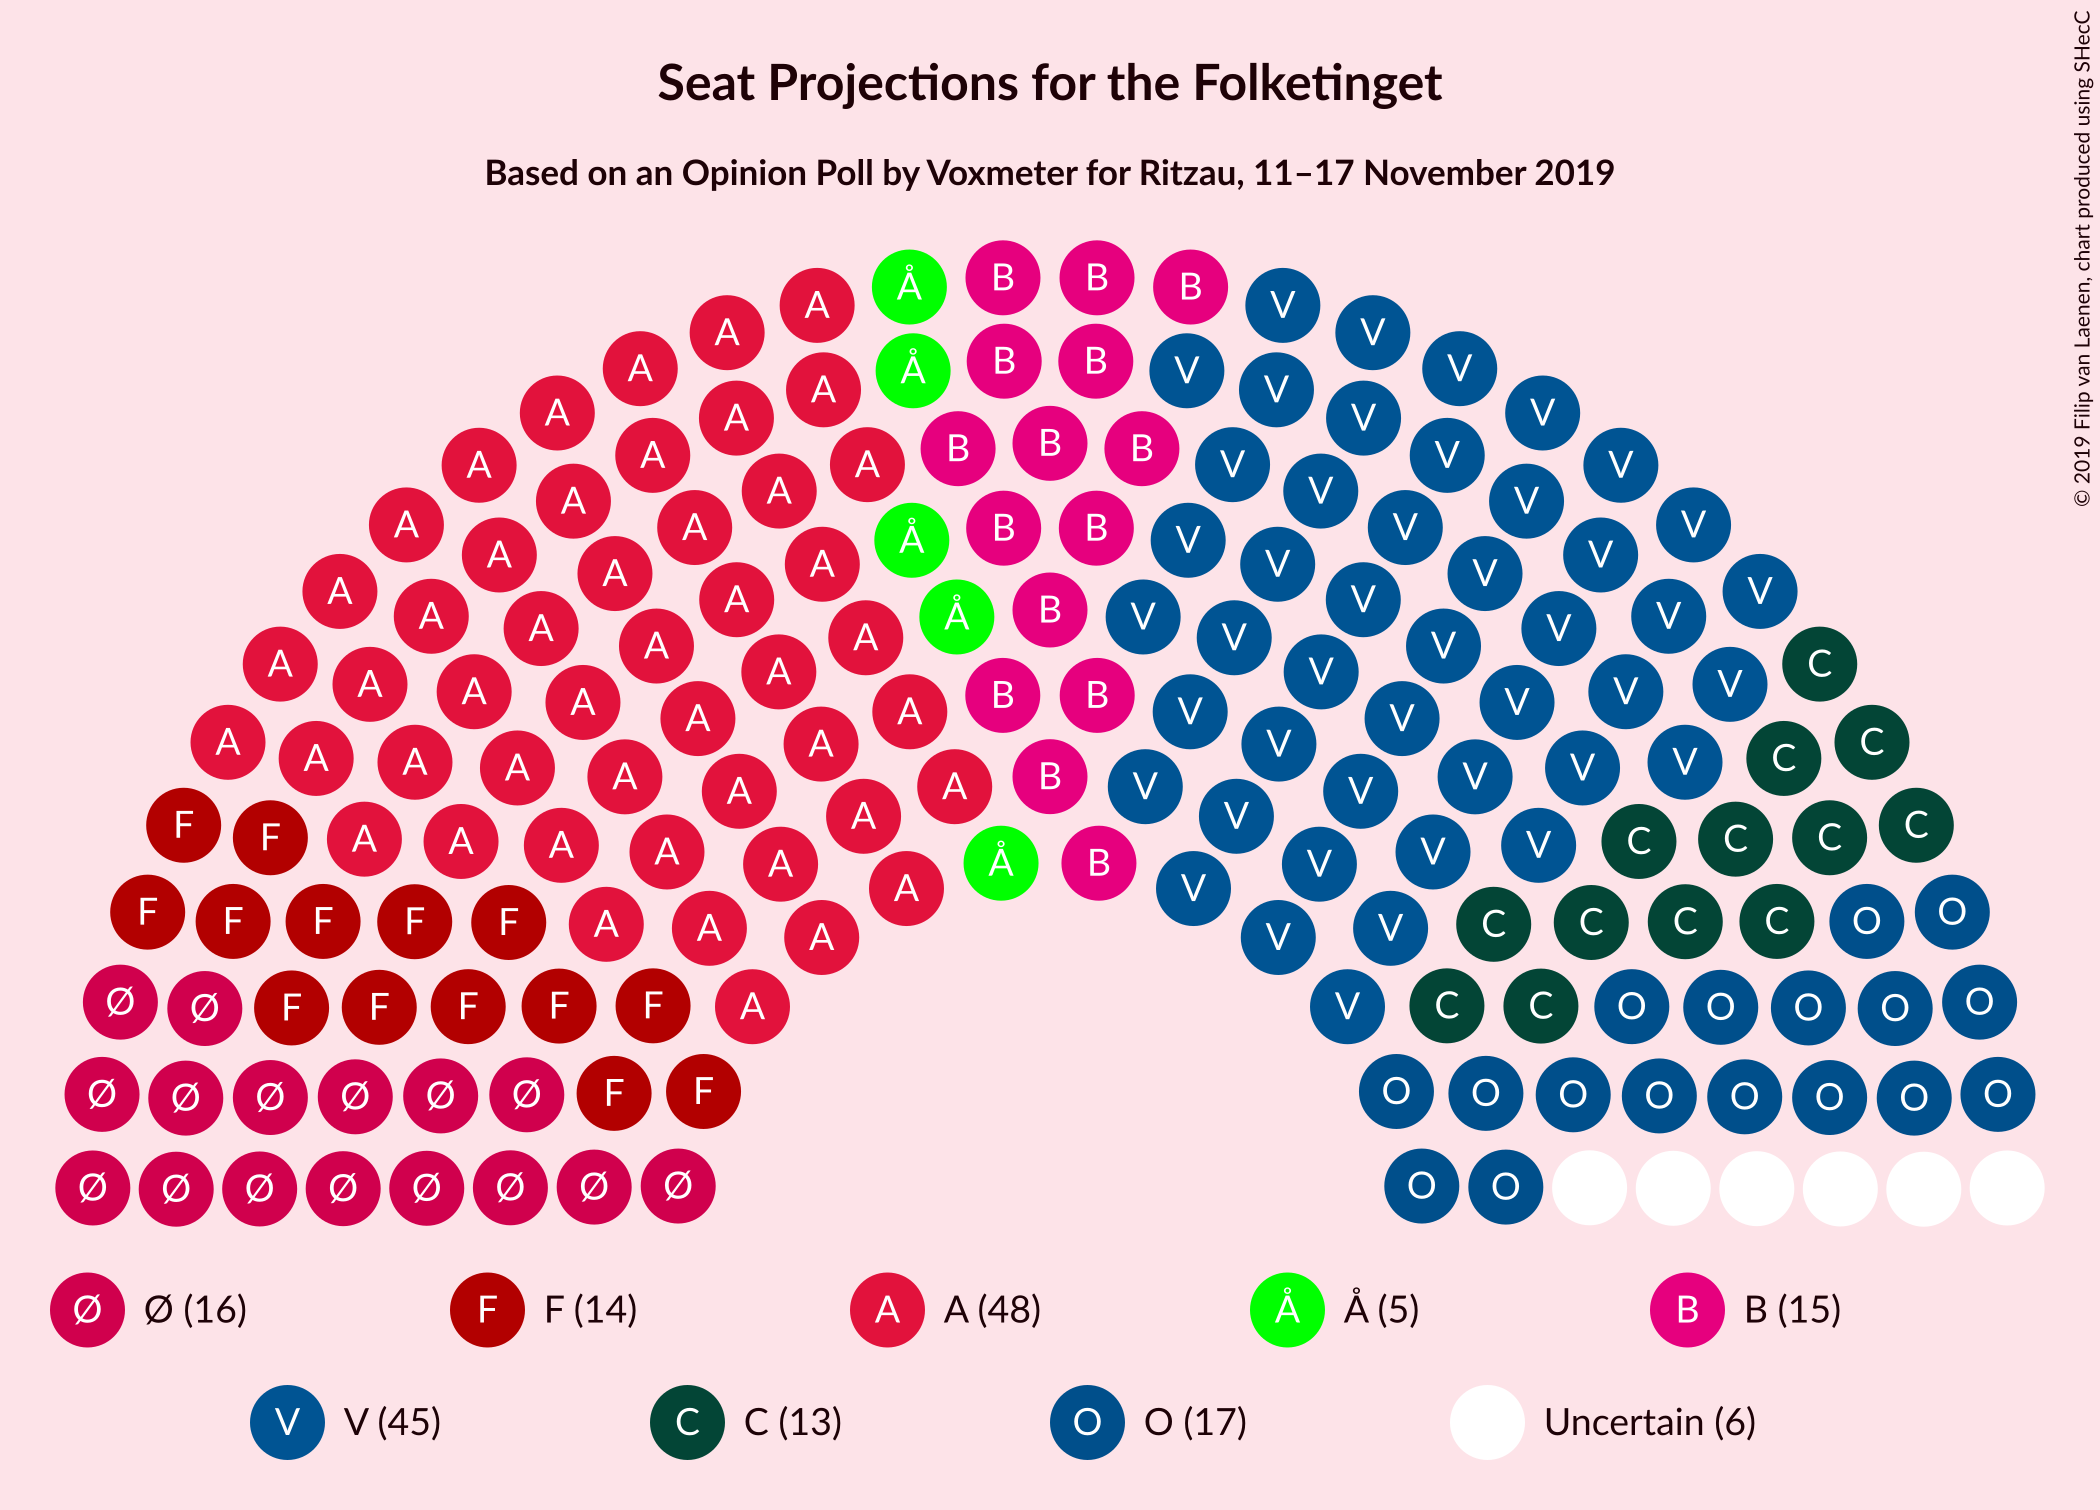 Seat Projections for the Folketinget
Based on an Opinion Poll by Voxmeter for Ritzau, 11–17 November 2019
© 2019 Filip van Laenen, chart produced using SHecC
A A Å B B B V V
A A A Å B B V V V V
A A A A B B B V V V V
A A A A Å B B V V V V V
A A A A A Å B V V V V V V
A A A A A A B B V V V V V C
A A A A A A A B V V V V V V C C
F F A A A A A A Å B V V V V C C C C
F F F F F A A A V V C C C C O O
Ø Ø F F F F F A V C C O O O O O
Ø Ø Ø Ø Ø Ø F F O O O O O O O O
Ø Ø Ø Ø Ø Ø Ø Ø O O
Ø Ø (16) F F (14) A A (48) Å Å (5) B B (15)
V V (45) C C (13) O O (17) Uncertain (6)